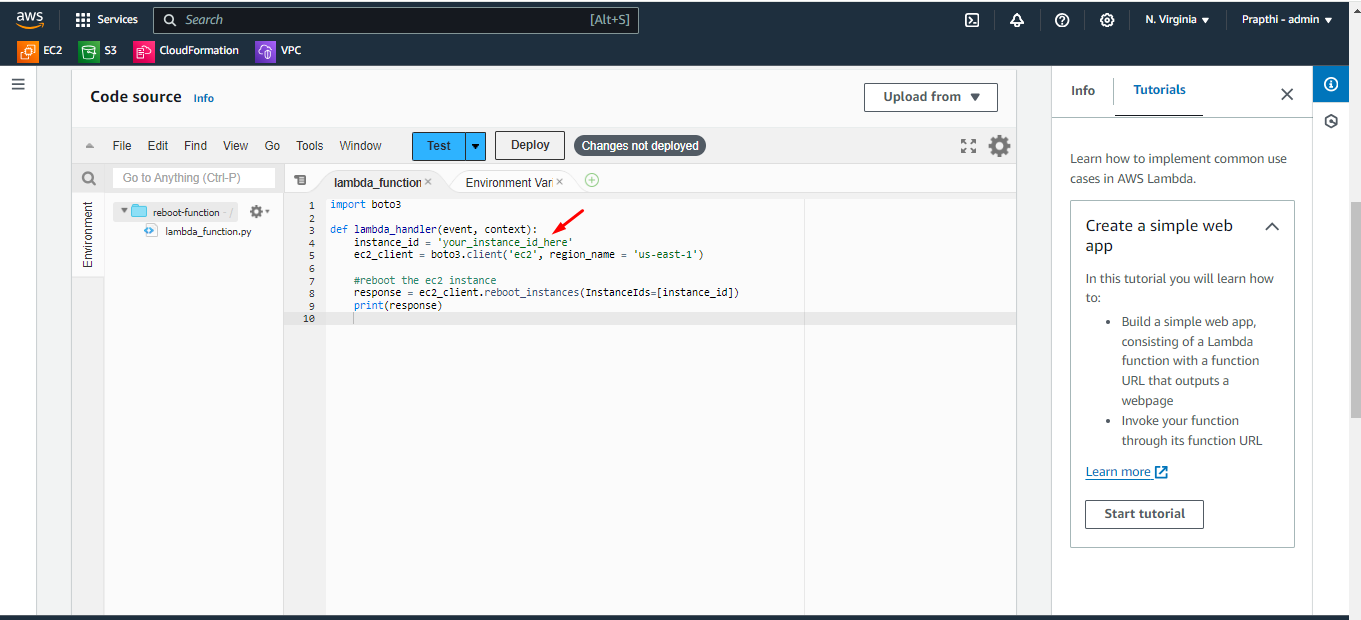 aws
Services
Search
[Alt+S]
N. Virginia
Prapthi - admin
EC2
S3
CloudFormation
VPC
Code source
Info
Upload from
File
Edit
Find
View
Go
Tools
Window
Test
Deploy
Changes not deployed
Go to Anything (Ctrl-P)
lambda_function
Environment Vari
Environment
reboot-function - /
lambda_function.py
1 import boto3
2
3 def lambda_handler(event, context):
4 instance_id = 'your_instance_id_here'
5 ec2_client = boto3.client('ec2', region_name = 'us-east-1')
6
7 #reboot the ec2 instance
8 response = ec2_client.reboot_instances(InstanceIds=[instance_id])
9 print(response)
10
Info
Tutorials
Learn how to implement common use
cases in AWS Lambda.
Create a simple web
app
In this tutorial you will learn how
to:
• Build a simple web app,
consisting of a Lambda
function with a function
URL that outputs a
webpage
• Invoke your function
through its function URL
Learn more
Start tutorial